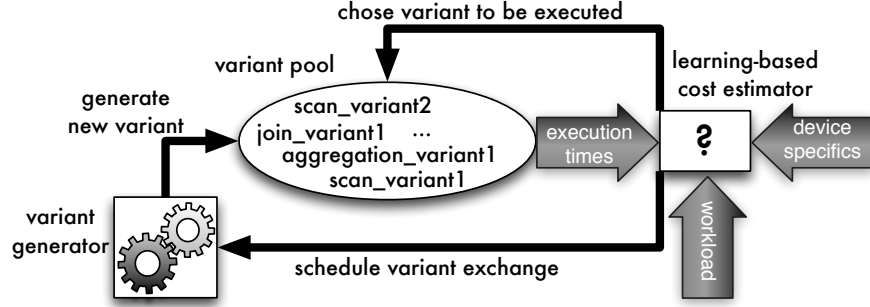 chose variant to be executed
variant pool
learning-based
cost estimator
generate
new variant
scan_variant2
join_variant1 ...
aggregation_variant1
scan_variant1
execution
times
?
device
specifics
workload
variant
generator
schedule variant exchange